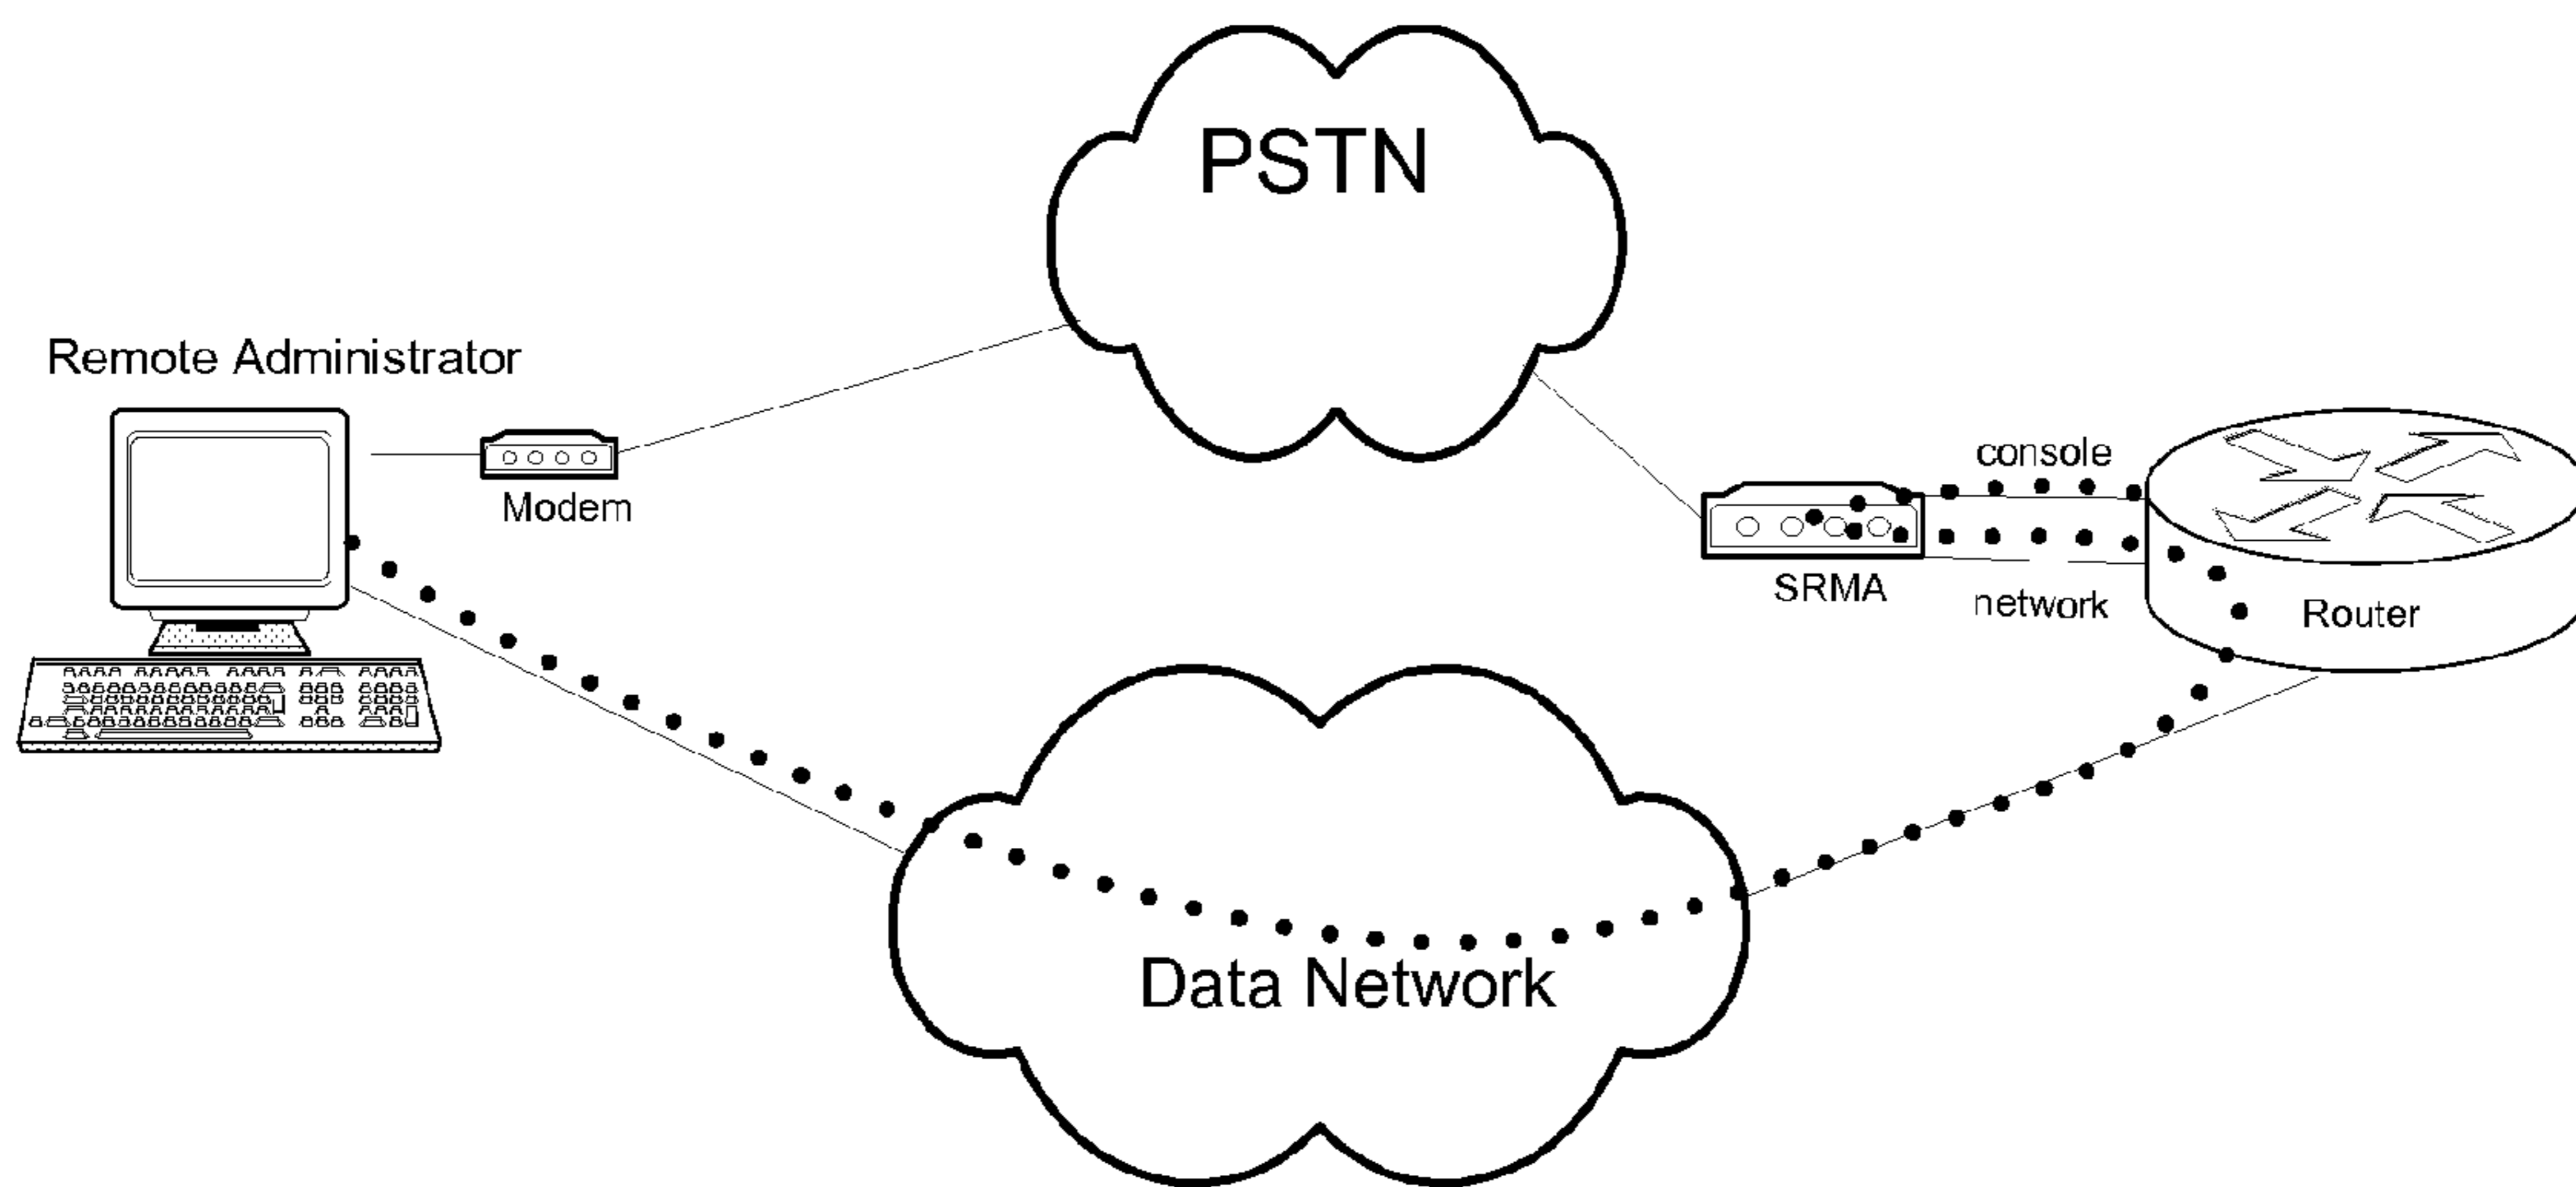 PSTN
Remote Administrator
Modem
console
SRMA
network
Router
Data Network